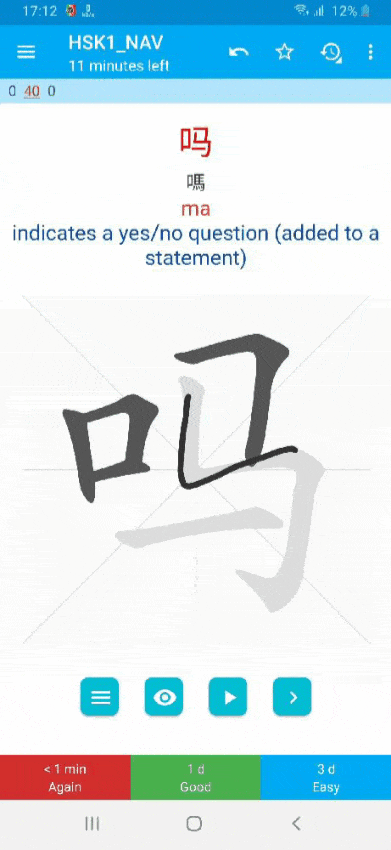 17:12 12%
HSK1_NAV
11 minutes left
0 40 0
吗
嗎
ma
indicates a yes/no question (added to a
statement)
吗
< 1 min 1 d 3 d
Again Good Easy